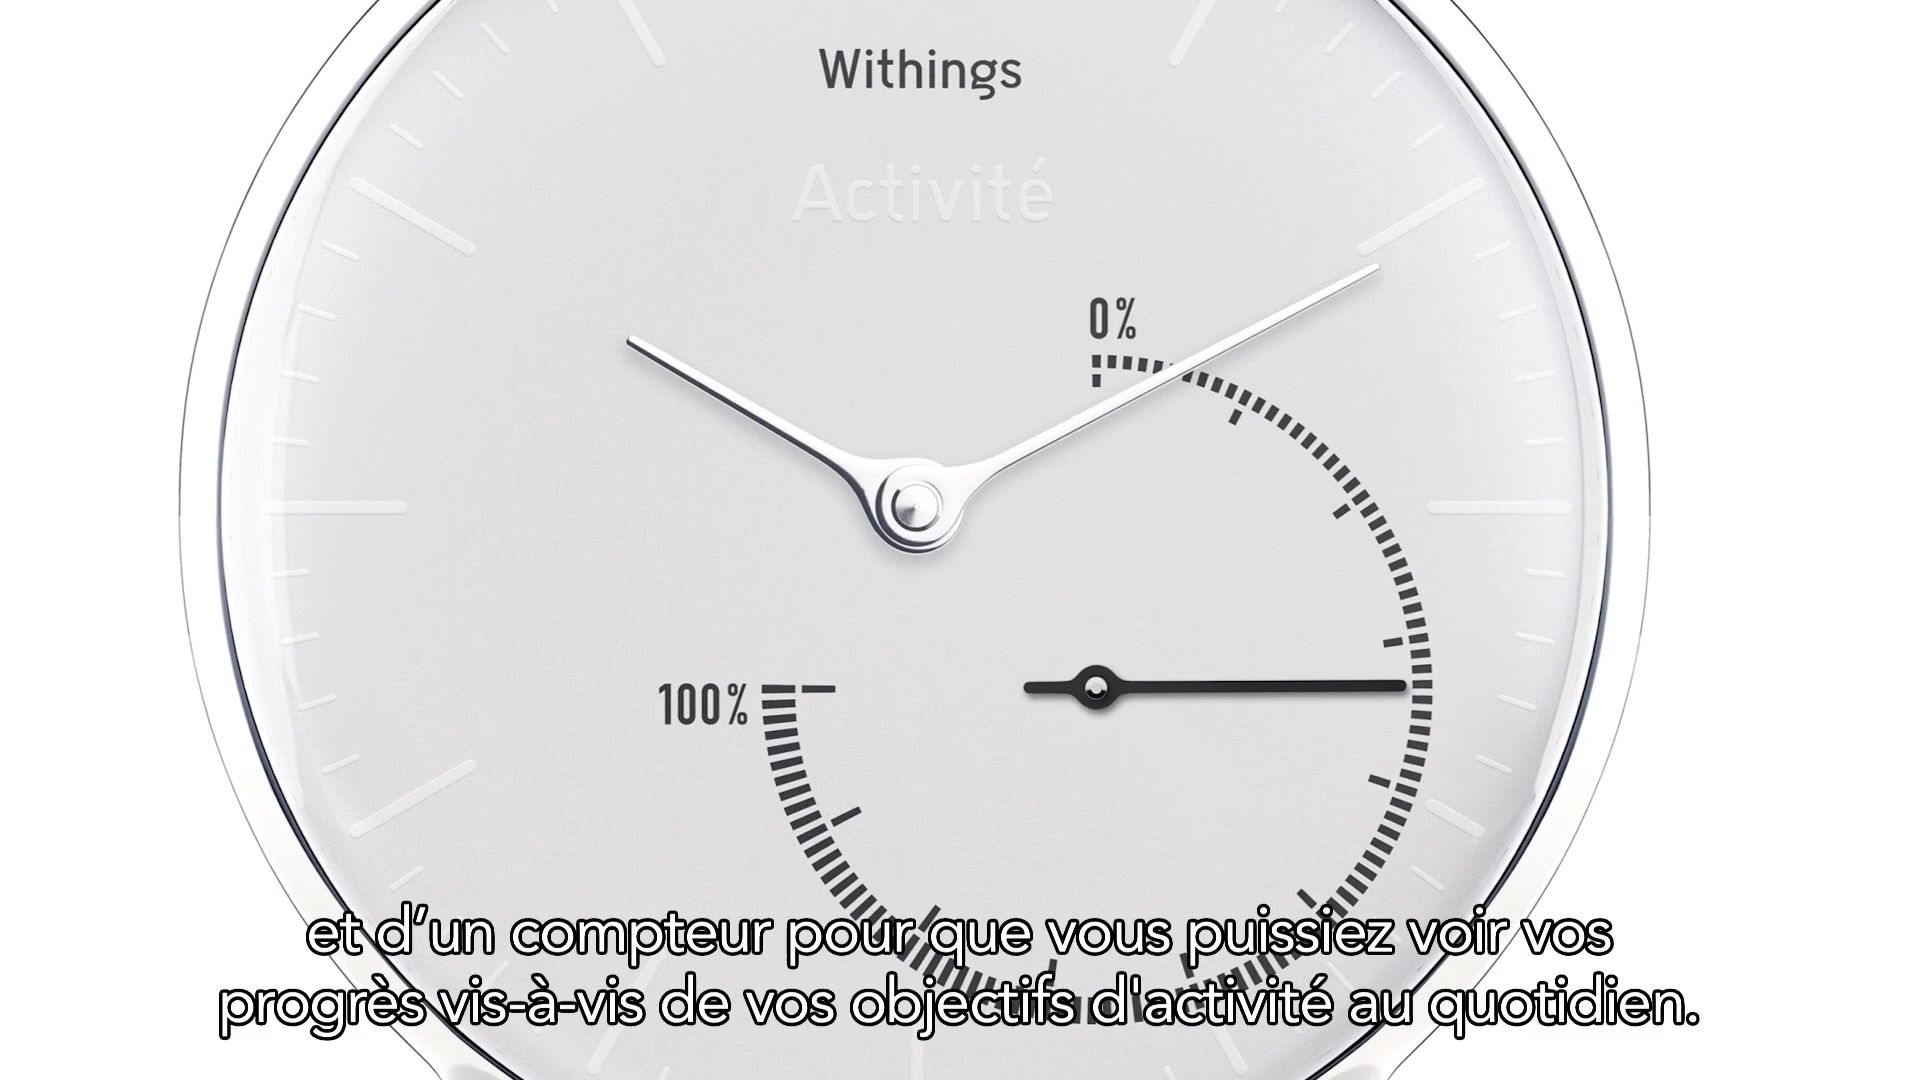 Withings
Activité
0%
100%
et d’un compteur pour que vous puissiez voir vos
progrès vis-à-vis de vos objectifs d'activité au quotidien.